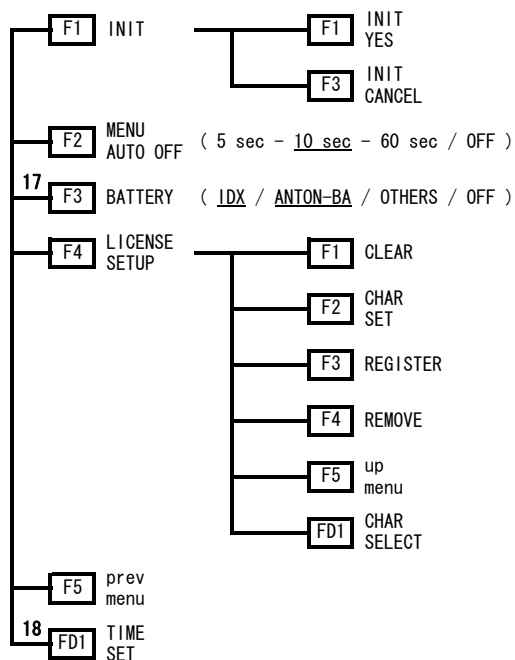 F1 INIT F1 INIT YES
F3 INIT CANCEL
F2 MENU AUTO OFF ( 5 sec - 10 sec - 60 sec / OFF )
17
F3 BATTERY ( IDX / ANTON-BA / OTHERS / OFF )
F4 LICENSE SETUP F1 CLEAR
F2 CHAR SET
F3 REGISTER
F4 REMOVE
F5 up menu
FD1 CHAR SELECT
F5 prev menu
18
FD1 TIME SET